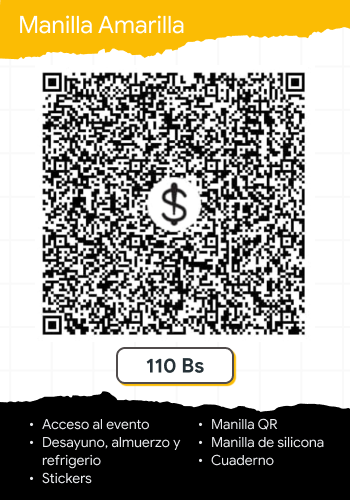 Manilla Amarilla
$
110 Bs
• Acceso al evento
• Desayuno, almuerzo y
refrigerio
• Stickers
• Manilla QR
• Manilla de silicona
• Cuaderno